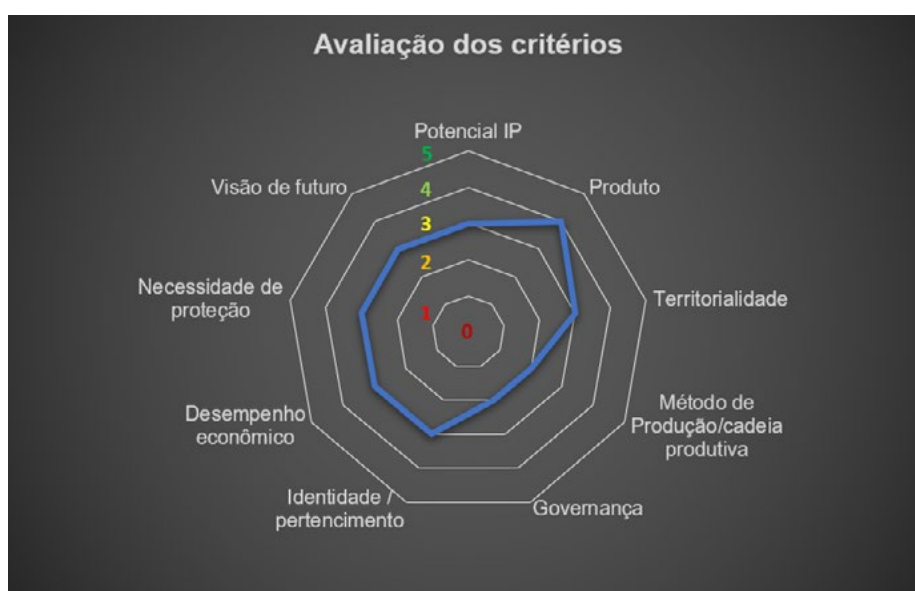 Avaliação dos critérios
Potencial IP
5
Visão de futuro
4
Produto
3
2
Necessidade de
proteção
1
0
Territorialidade
Método de
Produção/cadeia
produtiva
Desempenho
econômico
Identidade /
pertencimento
Governança